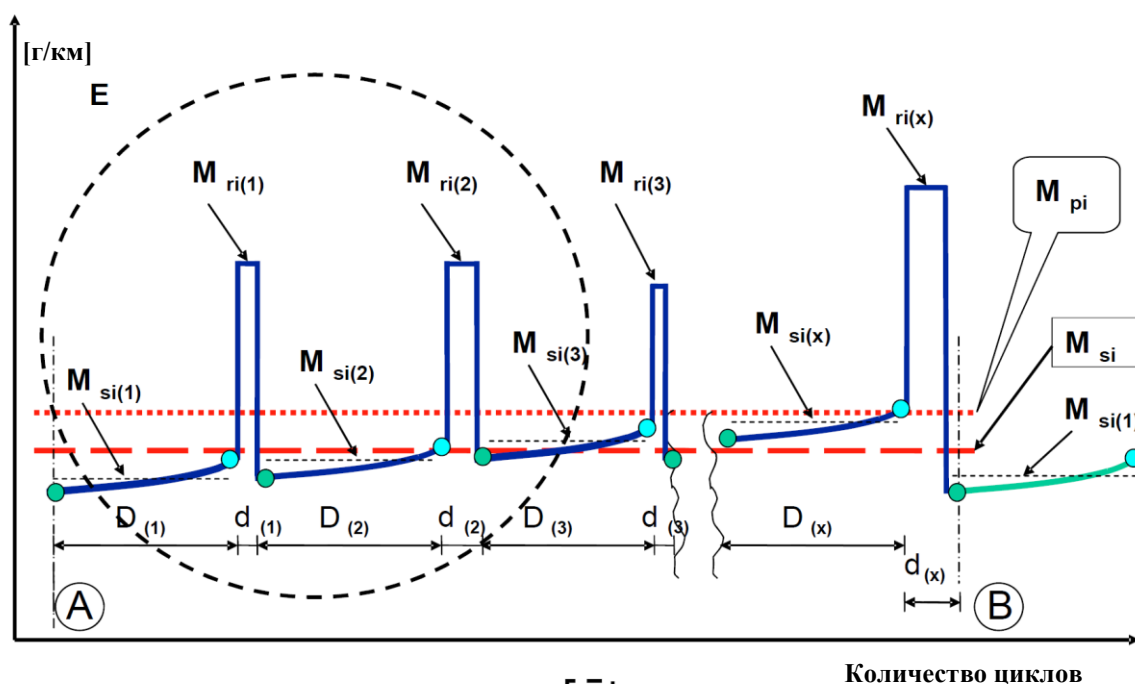 [г/км]
E
M ri(1)
M ri(2)
M ri(3)
M ri(x)
M pi
M si(1)
M si(2)
M si(3)
M si(x)
M si
M si(1)
D (1)
d (1)
D (2)
d (2)
D (3)
d (3)
D (x)
d (x)
A
B
Количество циклов